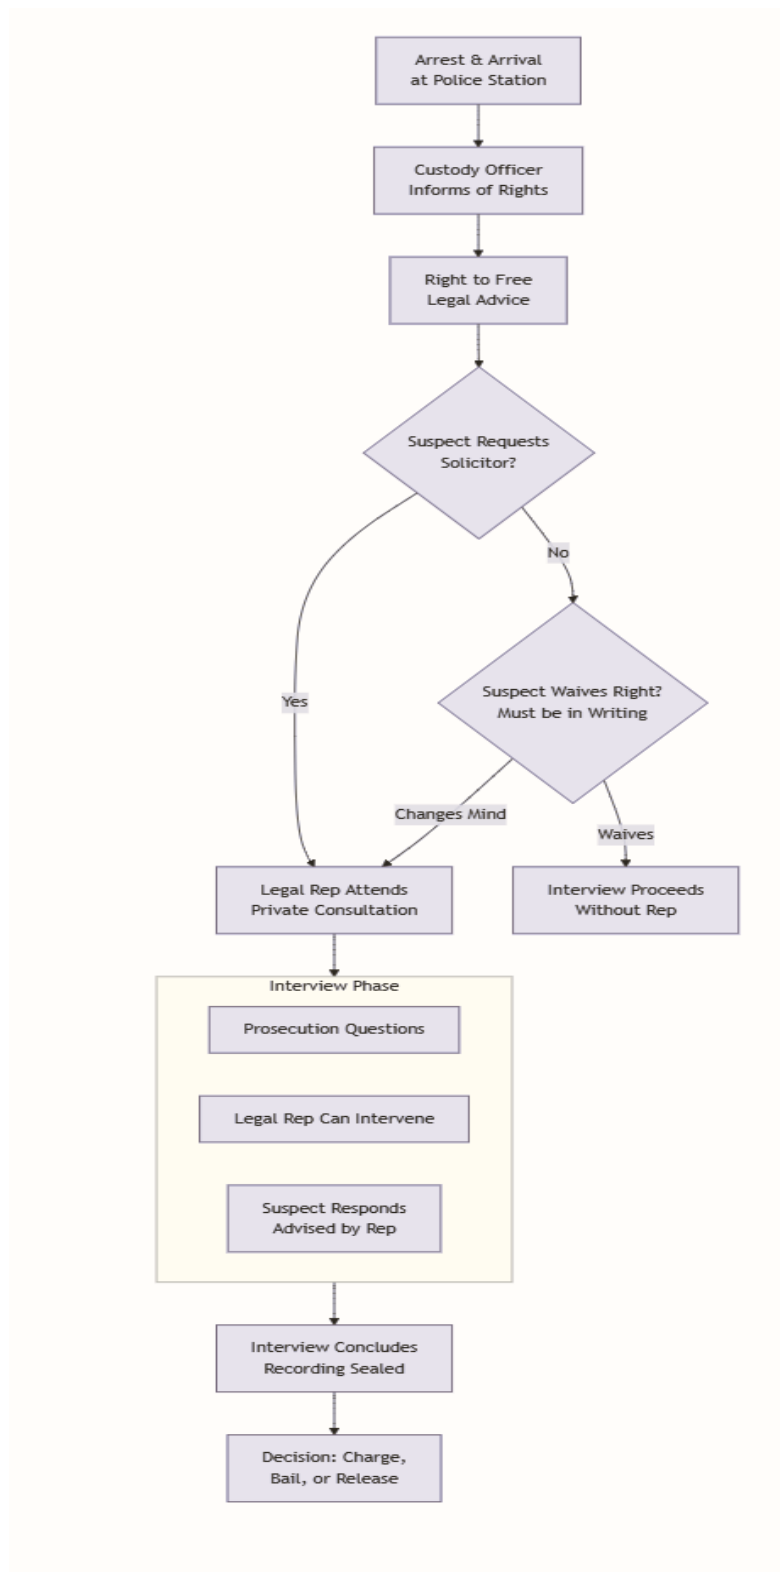 Arrest & Arrival
at Police Station
Custody Officer
Informs of Rights
Right to Free
Legal Advice
Suspect Requests
Solicitor?
No
Yes
Suspect Waives Right?
Must be in Writing
Changes Mind
Waives
Legal Rep Attends
Private Consultation
Interview Proceeds
Without Rep
Interview Phase
Prosecution Questions
Legal Rep Can Intervene
Suspect Responds
Advised by Rep
Interview Concludes
Recording Sealed
Decision: Charge,
Bail, or Release